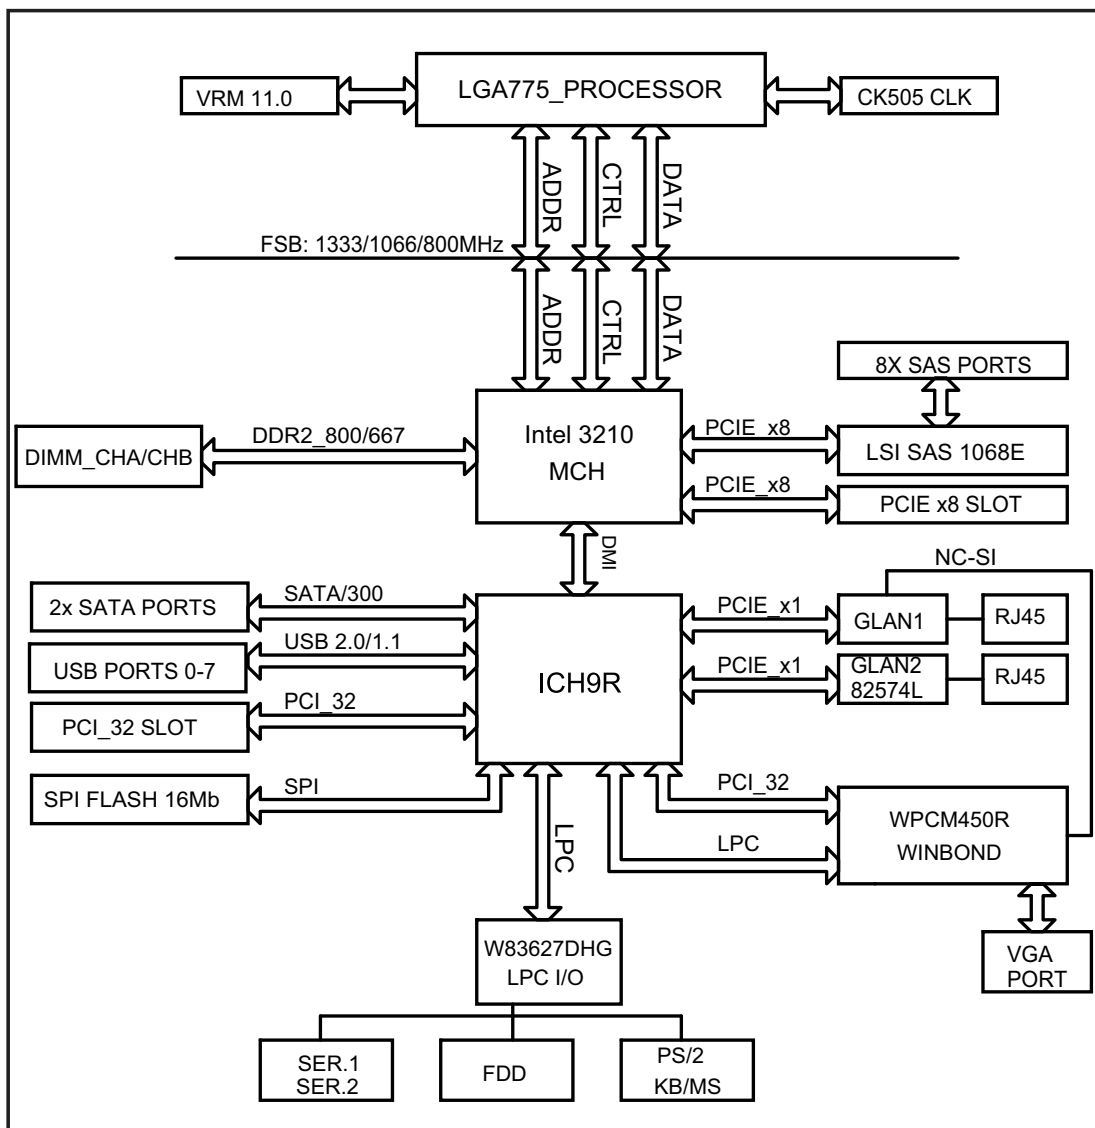 LGA775_PROCESSOR
VRM 11.0
CK505 CLK
ADDR
CTRL
DATA
FSB: 1333/1066/800MHz
ADDR
CTRL
DATA
8X SAS PORTS
DDR2_800/667
DIMM_CHA/CHB
Intel 3210
MCH
PCIE_x8
LSI SAS 1068E
PCIE_x8
PCIE x8 SLOT
DMI
NC-SI
2x SATA PORTS
SATA/300
USB PORTS 0-7
USB 2.0/1.1
PCI_32 SLOT
PCI_32
SPI FLASH 16Mb
SPI
ICH9R
PCIE_x1
GLAN1
RJ45
PCIE_x1
GLAN2
82574L
RJ45
PCI_32
LPC
WPCM450R
WINBOND
LPC
VGA
PORT
W83627DHG
LPC I/O
SER.1
SER.2
FDD
PS/2
KB/MS